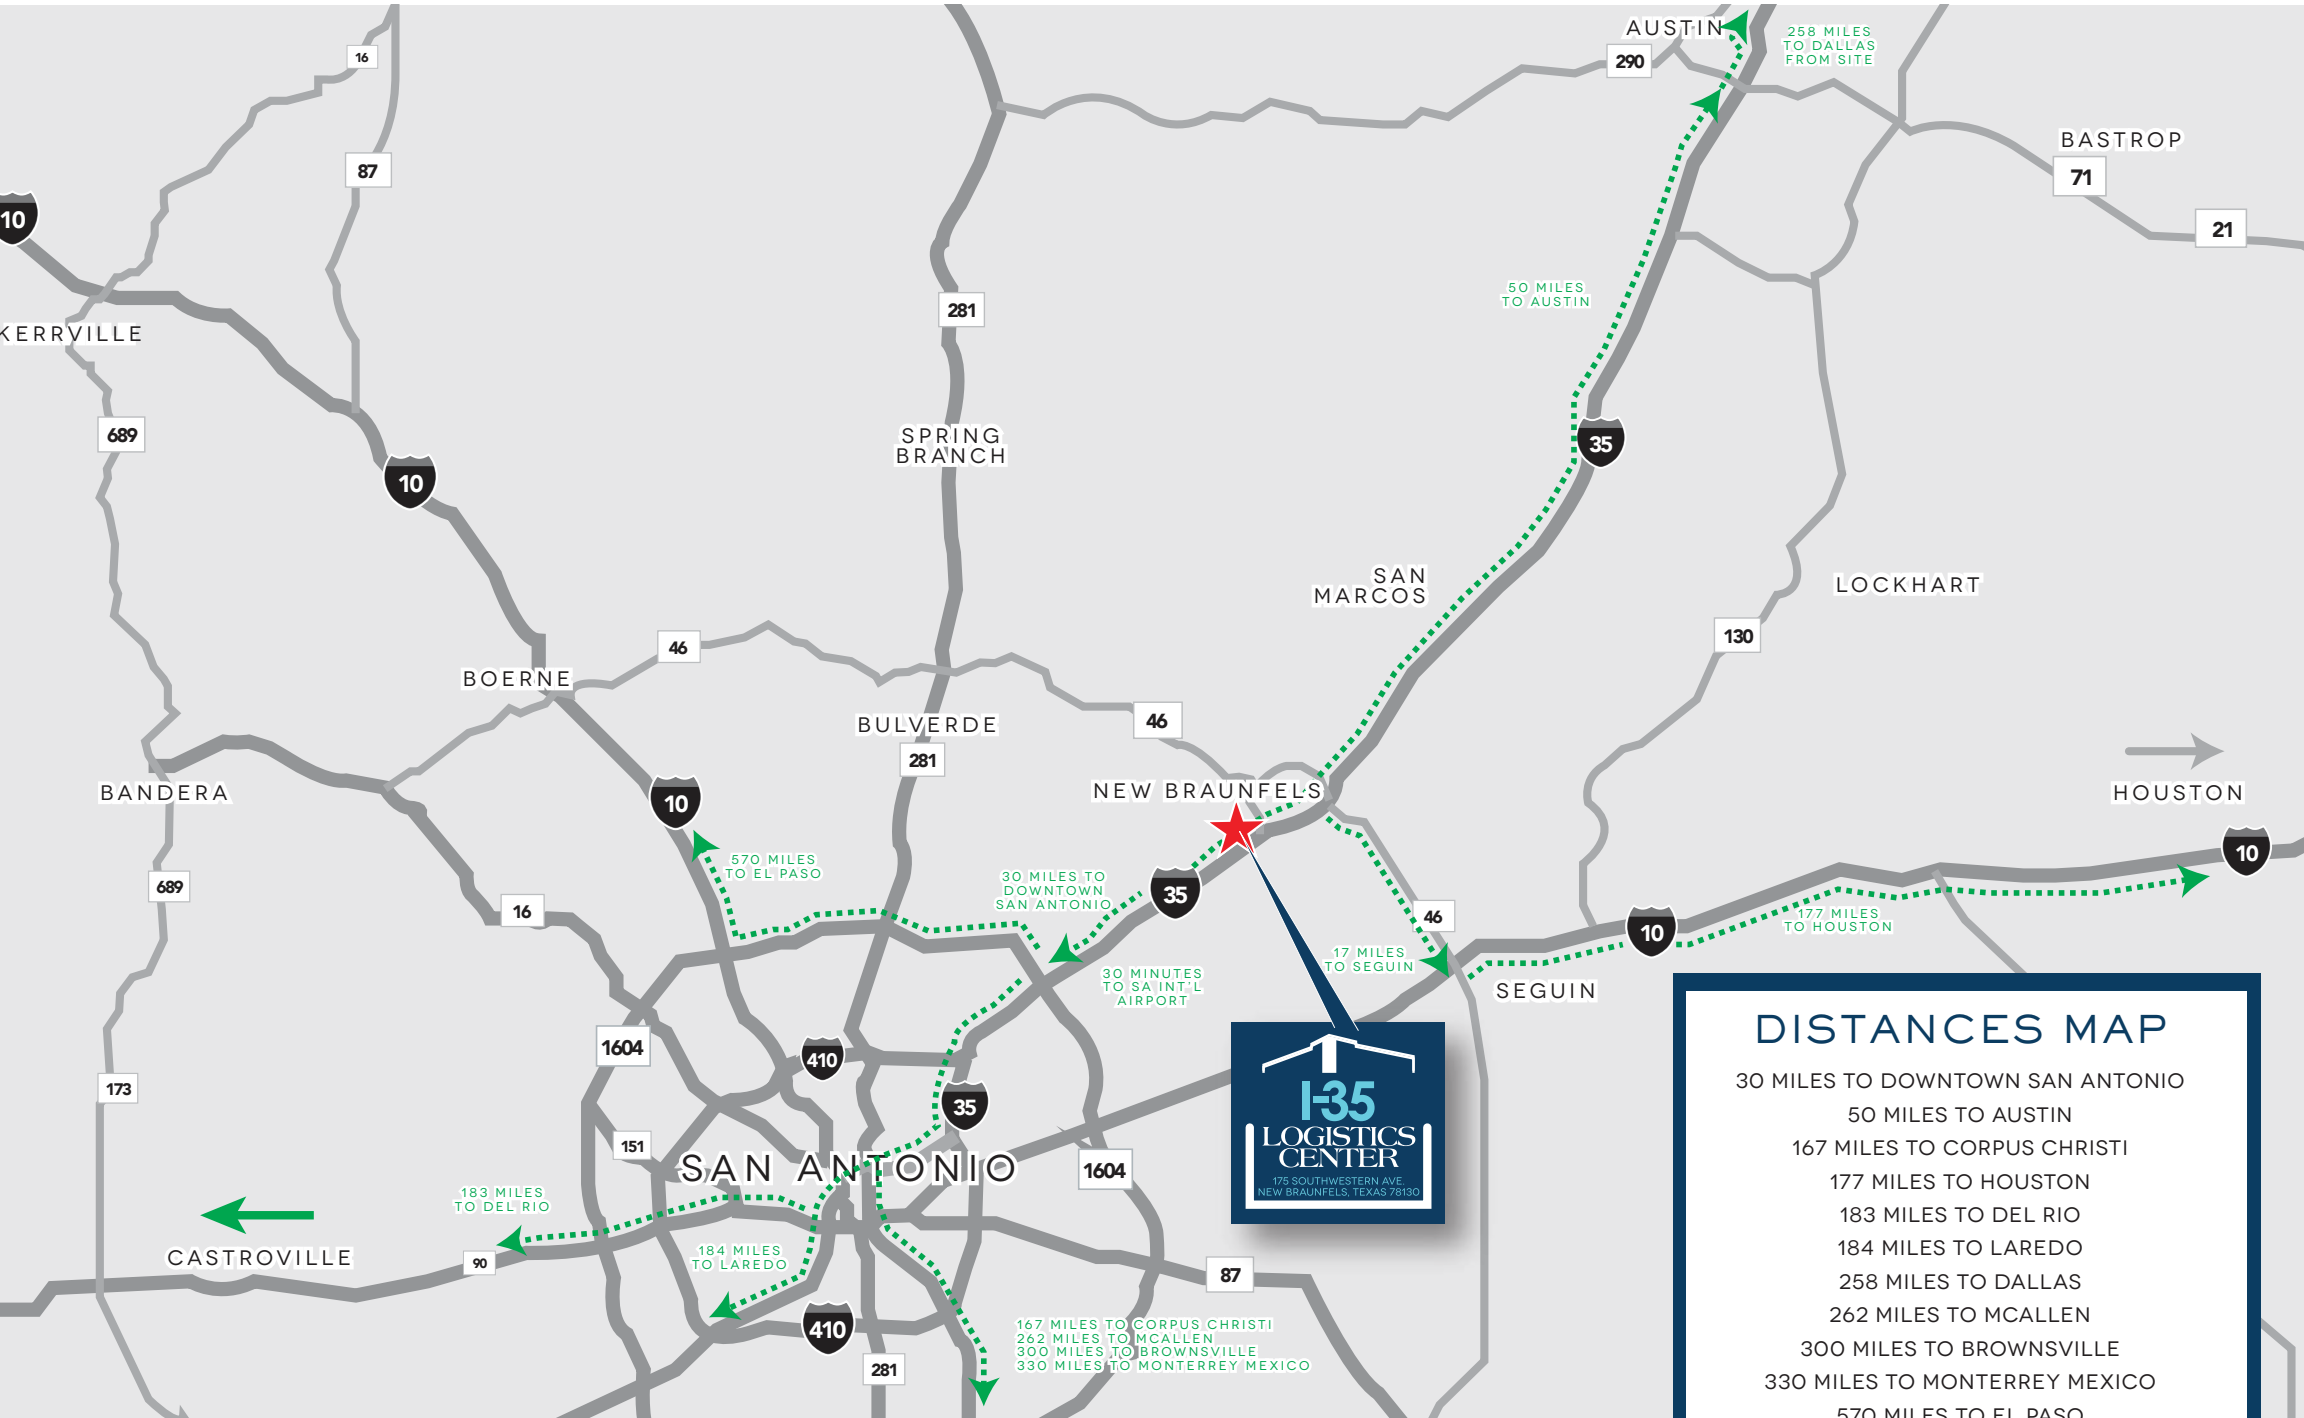 AUSTIN
258 MILES
TO DALLAS
FROM SITE
16
290
BASTROP
87
71
10
21
281
50 MILES
TO AUSTIN
KERRVILLE
689
SPRING
BRANCH
35
10
SAN
MARCOS
LOCKHART
130
46
BOERNE
46
BULVERDE
281
HOUSTON
BANDERA
NEW BRAUNFELS
10
570 MILES
TO EL PASO
30 MILES TO
DOWNTOWN
SAN ANTONIO
35
10
689
16
46
177 MILES
TO HOUSTON
10
17 MILES
TO SEGUIN
30 MINUTES
TO SA INT'L
AIRPORT
SEGUIN
1604
410
35
173
151
SAN ANTONIO
1604
I-35
LOGISTICS
CENTER
175 SOUTHWESTERN AVE.
NEW BRAUNFELS, TEXAS 78130
183 MILES
TO DEL RIO
CASTROVILLE
90
184 MILES
TO LAREDO
87
410
281
167 MILES TO CORPUS CHRISTI
262 MILES TO MCALLEN
300 MILES TO BROWNSVILLE
330 MILES TO MONTERREY MEXICO
DISTANCES MAP
30 MILES TO DOWNTOWN SAN ANTONIO
50 MILES TO AUSTIN
167 MILES TO CORPUS CHRISTI
177 MILES TO HOUSTON
183 MILES TO DEL RIO
184 MILES TO LAREDO
258 MILES TO DALLAS
262 MILES TO MCALLEN
300 MILES TO BROWNSVILLE
330 MILES TO MONTERREY MEXICO
570 MILES TO EL PASO